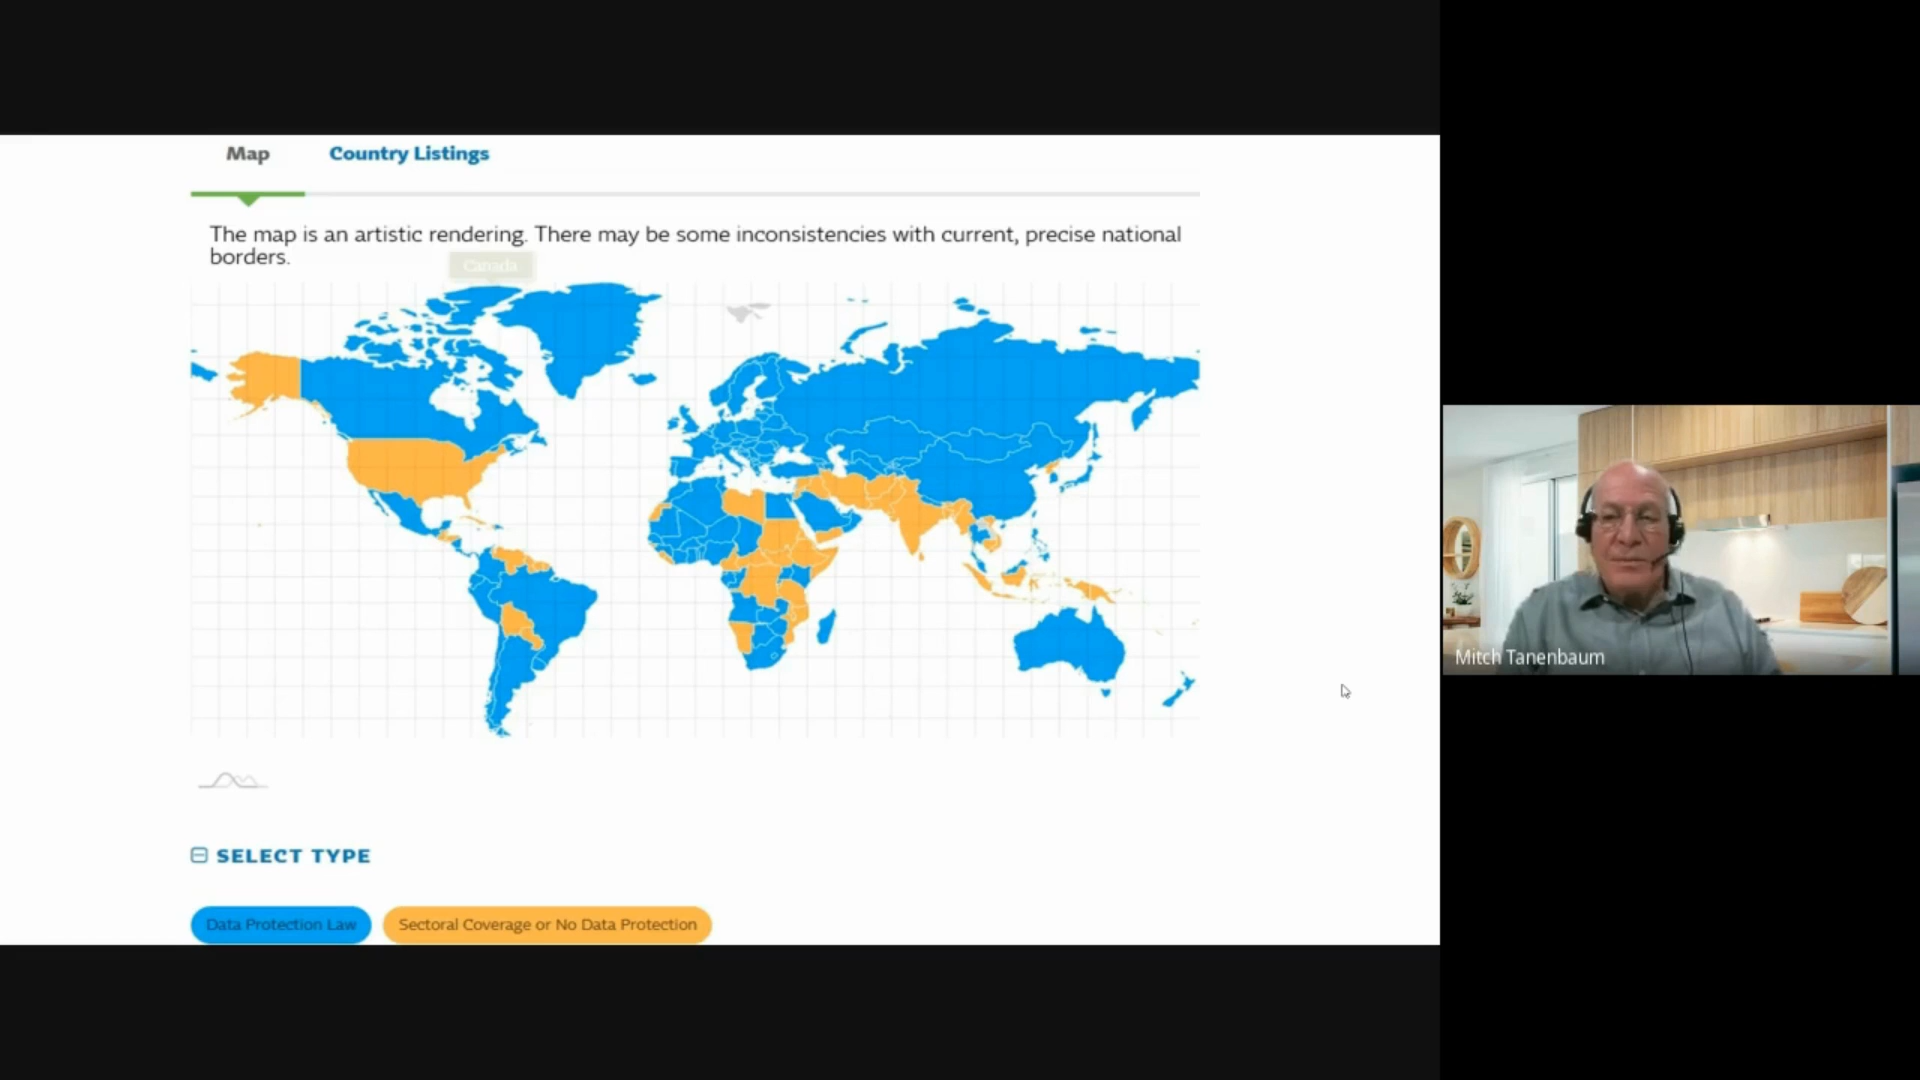 Map
Country Listings
The map is an artistic rendering. There may be some inconsistencies with current, precise national
borders.
Canada
SELECT TYPE
Data Protection Law
Sectoral Coverage or No Data Protection
Mitch Tanenbaum